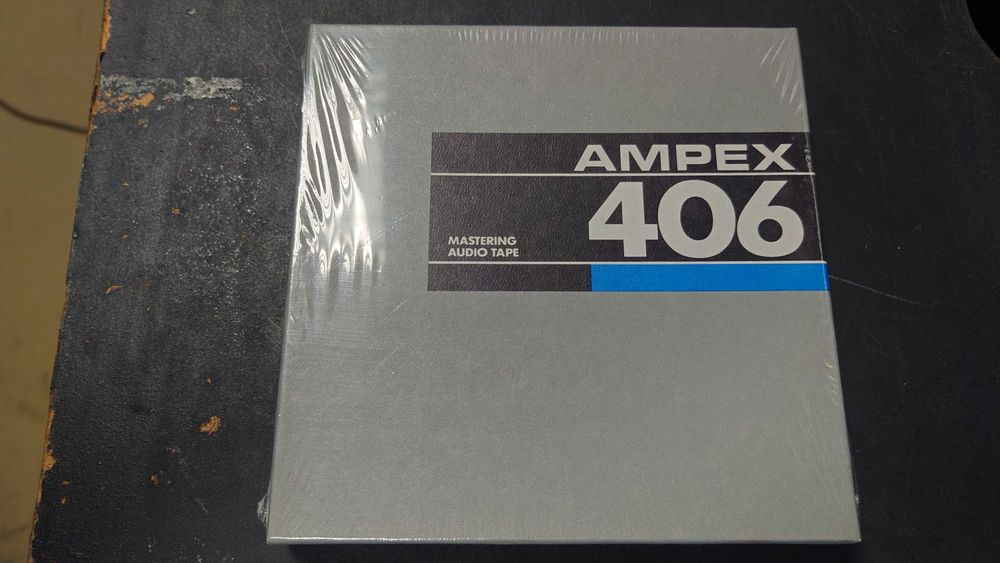 AMPEX
406
MASTERING
AUDIO TAPE